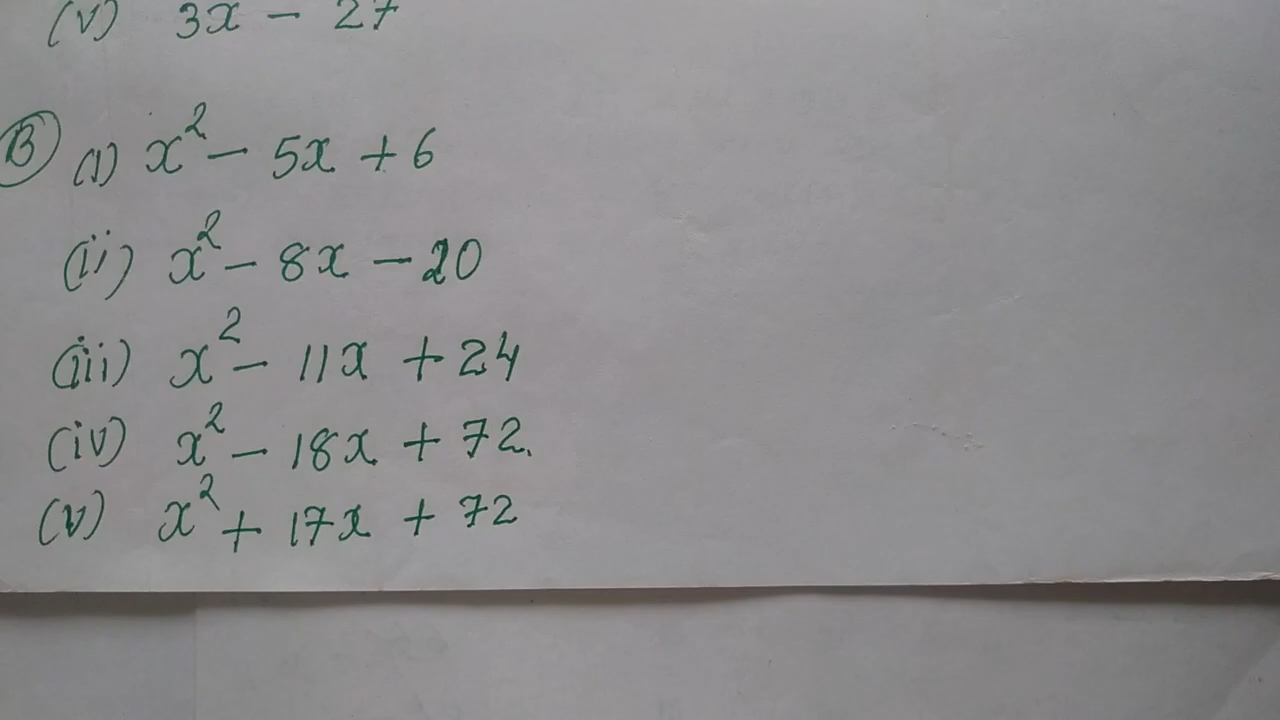 (v) 3x - 27
B (i) x² - 5x + 6
(ii) x² - 8x - 20
(iii) x² - 11x + 24
(iv) x² - 18x + 72.
(v) x² + 17x + 72